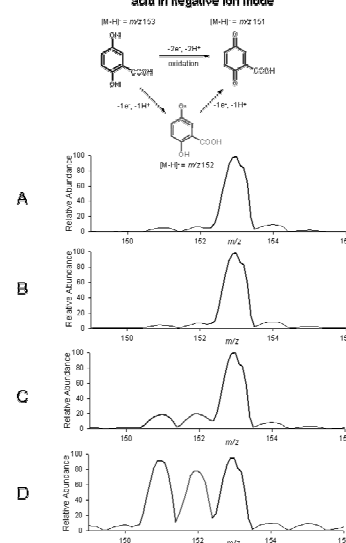 acid in negative ion mode
[M-H]⁻ = m/z 153
[M-H]⁻ = m/z 151
OH
O
-2e⁻, -2H⁺
COOH
oxidation
COOH
OH
O
-1e⁻, -1H⁺
-1e⁻, -1H⁺
COOH
OH
[M-H]⁻ = m/z 152
A
Relative Abundance
100
80
60
40
20
0
150
152
154
m/z
B
Relative Abundance
100
80
60
40
20
0
150
152
154
m/z
C
Relative Abundance
100
80
60
40
20
0
150
152
154
m/z
D
Relative Abundance
100
80
60
40
20
0
150
152
154
m/z